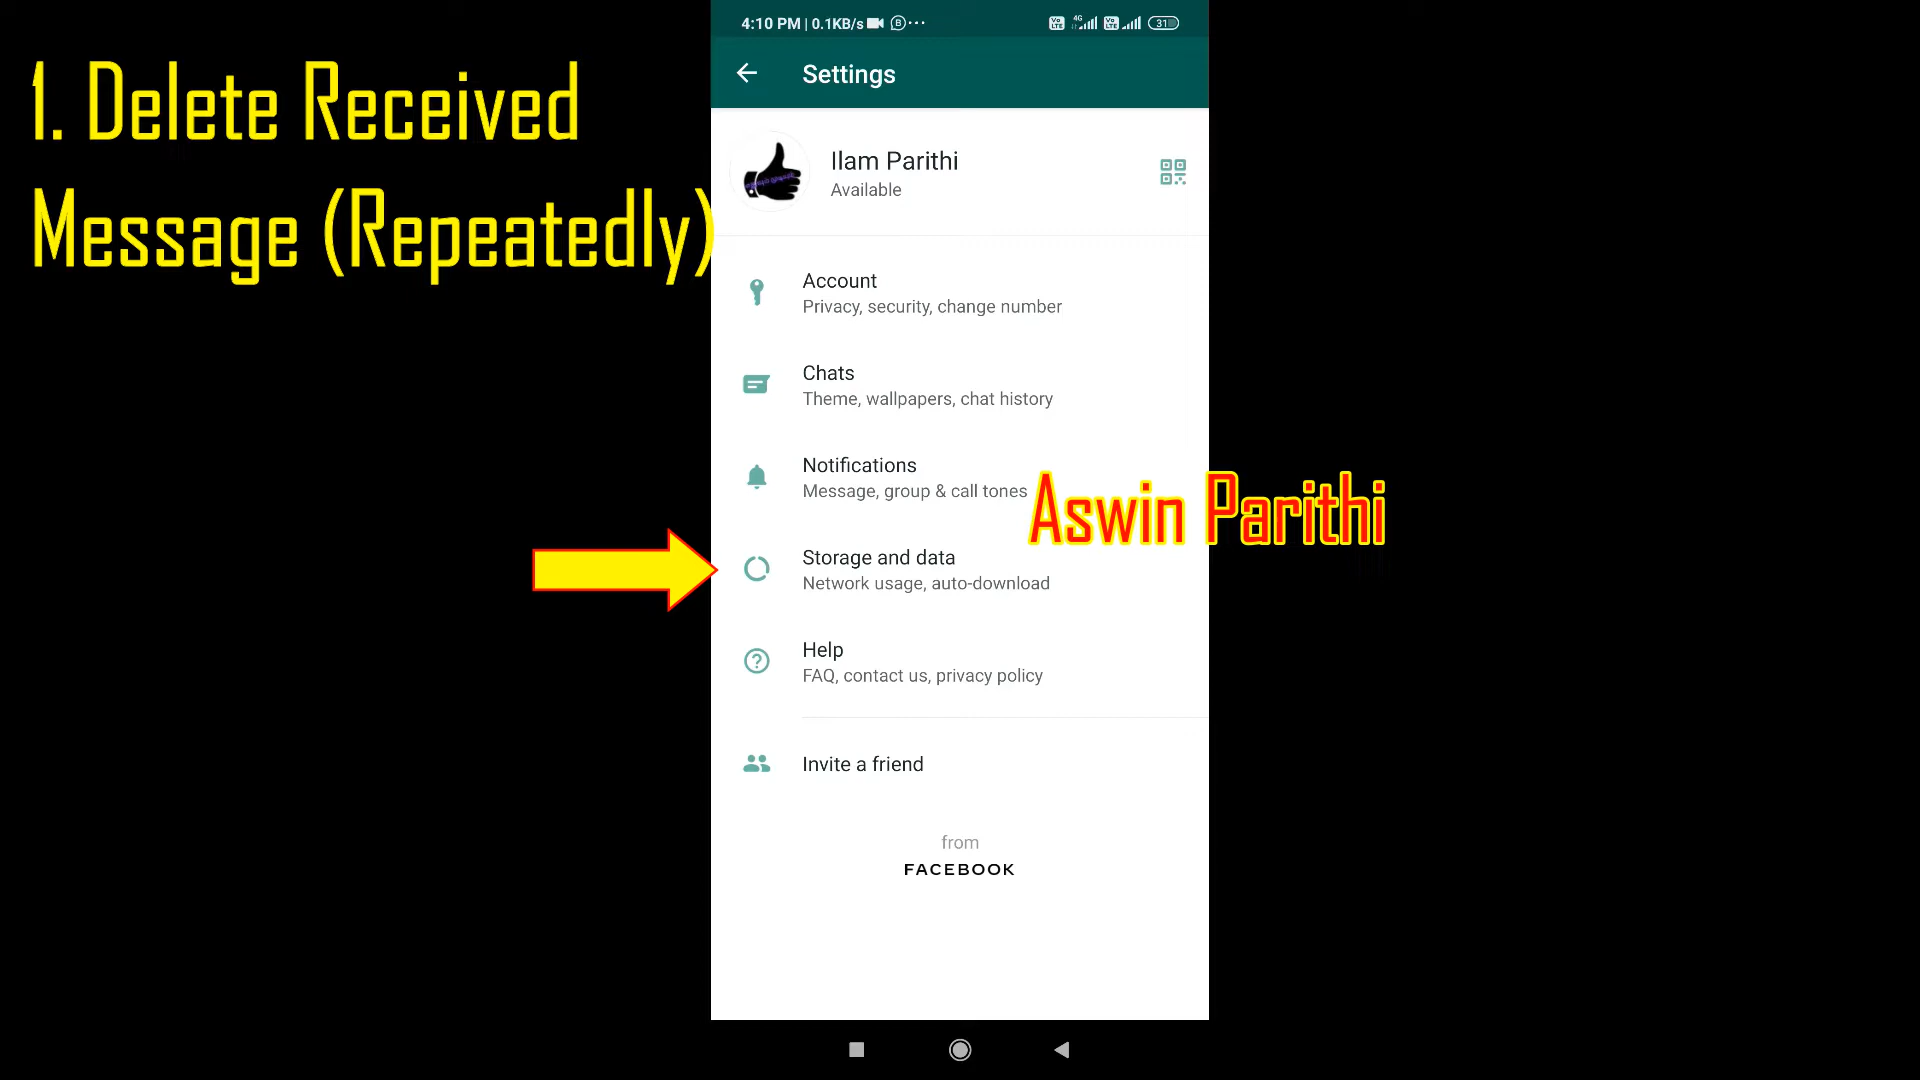 1. Delete Received
Message (Repeatedly)
4:10 PM | 0.1KB/s
31
Settings
Ilam Parithi
Available
Account
Privacy, security, change number
Chats
Theme, wallpapers, chat history
Notifications
Message, group & call tones
Aswin Parithi
Storage and data
Network usage, auto-download
Help
FAQ, contact us, privacy policy
Invite a friend
from
FACEBOOK